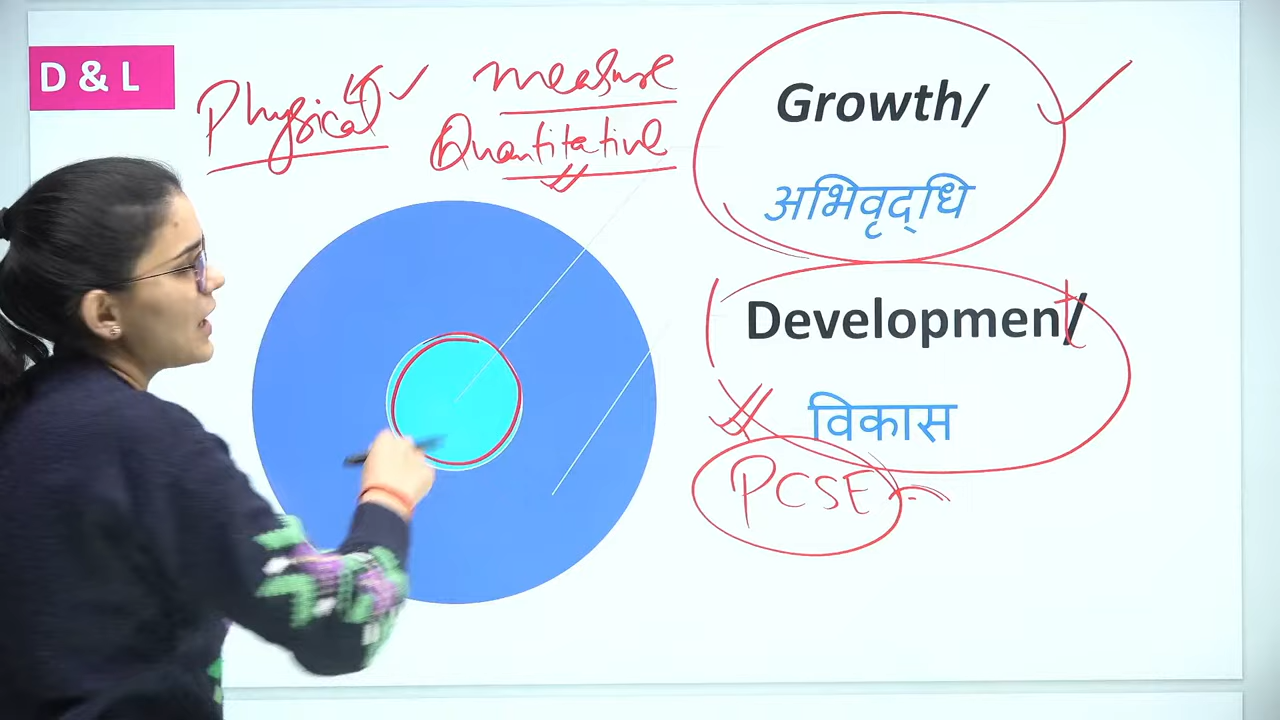 D & L
Physical measure
Quantitative
Growth/
अभिवृद्धि
Development/
विकास
PCSE